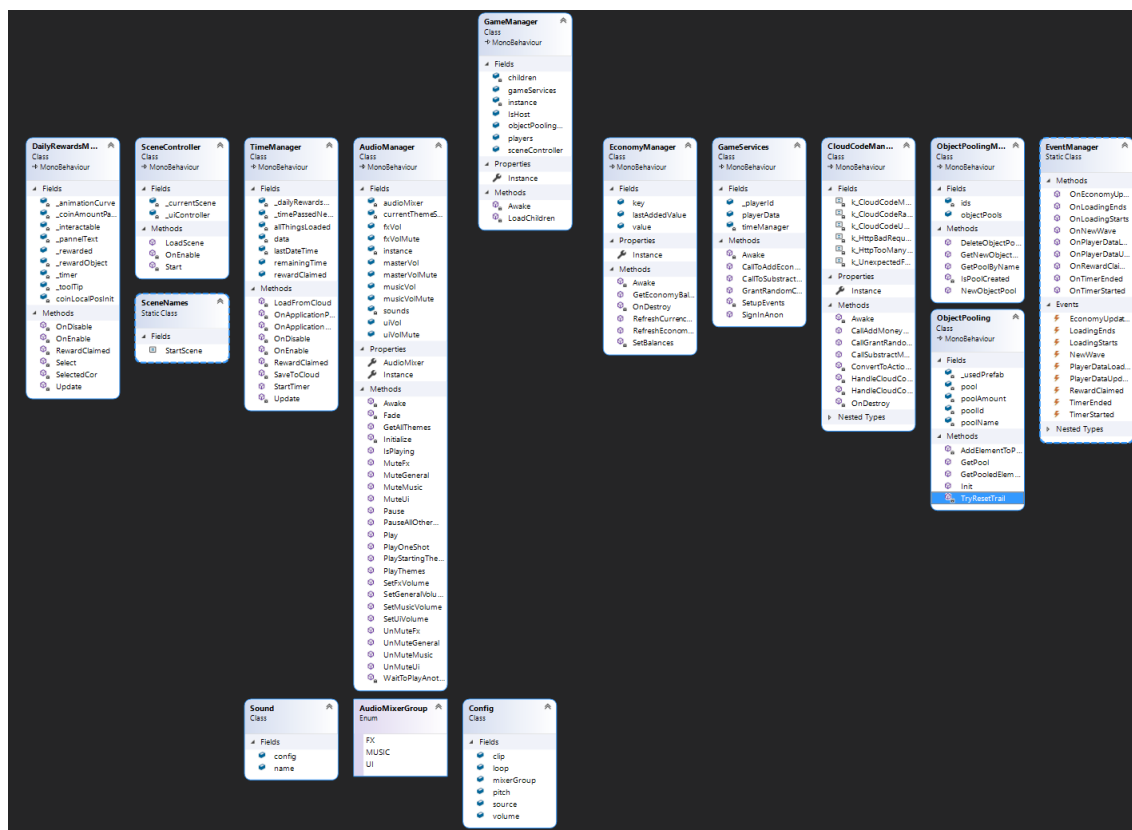 GameManager
Class
MonoBehaviour
Fields
children
gameServices
instance
IsHost
objectPooling...
players
sceneController
Properties
Instance
Methods
Awake
LoadChildren
DailyRewardsM...
Class
MonoBehaviour
Fields
_animationCurve
_coinAmountPa...
_interactable
_pannelText
_rewarded
_rewardObject
_timer
_toolTip
coinLocalPosInit
Methods
OnDisable
OnEnable
RewardClaimed
Select
SelectedCor
Update
SceneController
Class
MonoBehaviour
Fields
_currentScene
_uiController
Methods
LoadScene
OnEnable
Start
SceneNames
Static Class
Fields
StartScene
TimeManager
Class
MonoBehaviour
Fields
_dailyRewards...
_timePassedNe...
allThingsLoaded
data
lastDateTime
remainingTime
rewardClaimed
Methods
LoadFromCloud
OnApplicationP...
OnApplication...
OnDisable
OnEnable
RewardClaimed
SaveToCloud
StartTimer
Update
AudioManager
Class
MonoBehaviour
Fields
audioMixer
currentThemeS...
fxVol
fxVolMute
instance
masterVol
masterVolMute
musicVol
musicVolMute
sounds
uiVol
uiVolMute
Properties
AudioMixer
Instance
Methods
Awake
Fade
GetAllThemes
Initialize
IsPlaying
MuteFx
MuteGeneral
MuteMusic
MuteUi
Pause
PauseAllOther...
Play
PlayOneShot
PlayStartingThe...
PlayThemes
SetFxVolume
SetGeneralVolu...
SetMusicVolume
SetUiVolume
UnMuteFx
UnMuteGeneral
UnMuteMusic
UnMuteUi
WaitToPlayAnot...
EconomyManager
Class
MonoBehaviour
Fields
key
lastAddedValue
value
Properties
Instance
Methods
Awake
GetEconomyBal...
OnDestroy
RefreshCurrenc...
RefreshEconom...
SetBalances
GameServices
Class
MonoBehaviour
Fields
_playerId
playerData
timeManager
Methods
Awake
CallToAddEcon...
CallToSubstract...
GrantRandomC...
SetupEvents
SignInAnon
CloudCodeMan...
Class
MonoBehaviour
Fields
k_CloudCodeM...
k_CloudCodeRa...
k_CloudCodeU...
k_HttpBadRequ...
k_HttpTooMany...
k_UnexpectedF...
Properties
Instance
Methods
Awake
CallAddMoney...
CallGrantRando...
CallSubstractM...
ConvertToActio...
HandleCloudCo...
HandleCloudCo...
OnDestroy
Nested Types
ObjectPoolingM...
Class
MonoBehaviour
Fields
ids
objectPools
Methods
DeleteObjectPo...
GetNewObject...
GetPoolByName
IsPoolCreated
NewObjectPool
ObjectPooling
Class
MonoBehaviour
Fields
_usedPrefab
pool
poolAmount
poolId
poolName
Methods
AddElementToP...
GetPool
GetPooledElem...
Init
TryResetTrail
EventManager
Static Class
Methods
OnEconomyUp...
OnLoadingEnds
OnLoadingStarts
OnNewWave
OnPlayerDataL...
OnPlayerDataU...
OnRewardClai...
OnTimerEnded
OnTimerStarted
Events
EconomyUpdat...
LoadingEnds
LoadingStarts
NewWave
PlayerDataLoad...
PlayerDataUpd...
RewardClaimed
TimerEnded
TimerStarted
Nested Types
Sound
Class
Fields
config
name
AudioMixerGroup
Enum
FX
MUSIC
UI
Config
Class
Fields
clip
loop
mixerGroup
pitch
source
volume